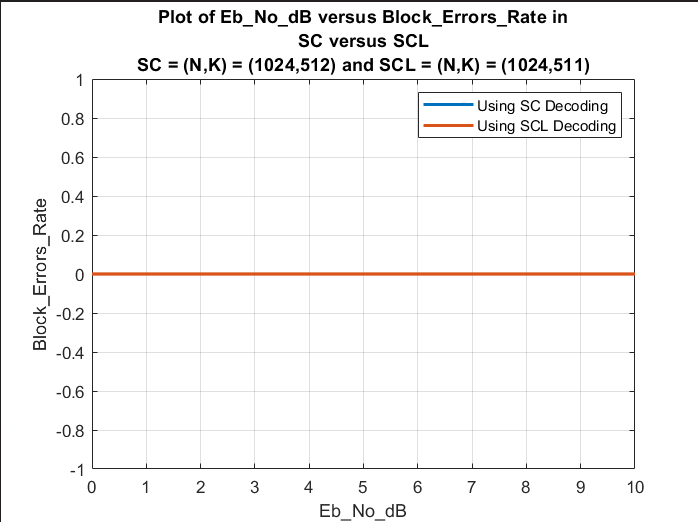 Plot of Eb_No_dB versus Block_Errors_Rate in
SC versus SCL
SC = (N,K) = (1024,512) and SCL = (N,K) = (1024,511)
Using SC Decoding
Using SCL Decoding
Block_Errors_Rate
1
0.8
0.6
0.4
0.2
0
-0.2
-0.4
-0.6
-0.8
-1
0 1 2 3 4 5 6 7 8 9 10
Eb_No_dB